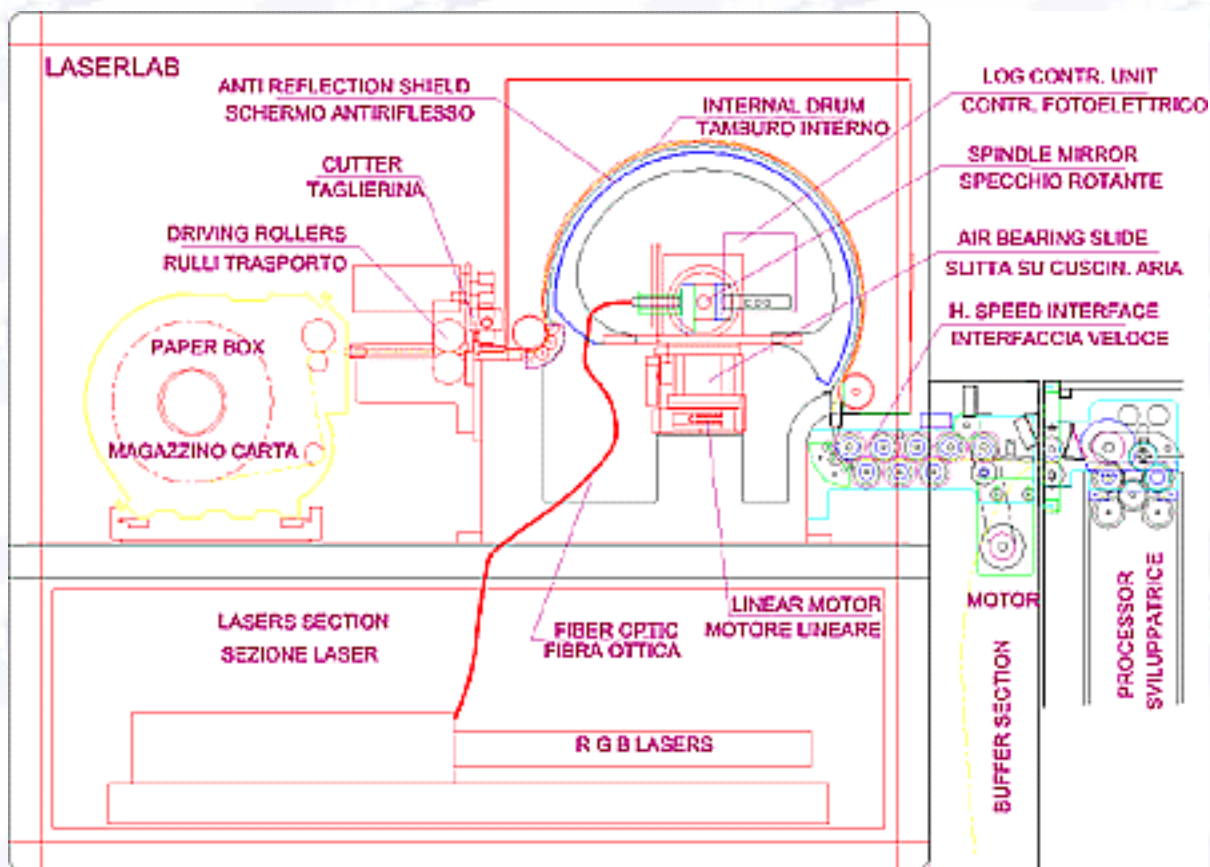 LASERLAB
ANTI REFLECTION SHIELD
SCHERMO ANTIRIFLESSO
CUTTER
TAGLIERINA
DRIVING ROLLERS
RULLI TRASPORTO
INTERNAL DRUM
TAMBURO INTERNO
LOG CONTR. UNIT
CONTR. FOTOELETTRICO
SPINDLE MIRROR
SPECCHIO ROTANTE
AIR BEARING SLIDE
SLITTA SU CUSCIN. ARIA
H. SPEED INTERFACE
INTERFACCIA VELOCE
PAPER BOX
MAGAZZINO CARTA
LASERS SECTION
SEZIONE LASER
FIBER OPTIC
FIBRA OTTICA
LINEAR MOTOR
MOTORE LINEARE
MOTOR
BUFFER SECTION
PROCESSOR
SVILUPPATRICE
R G B LASERS